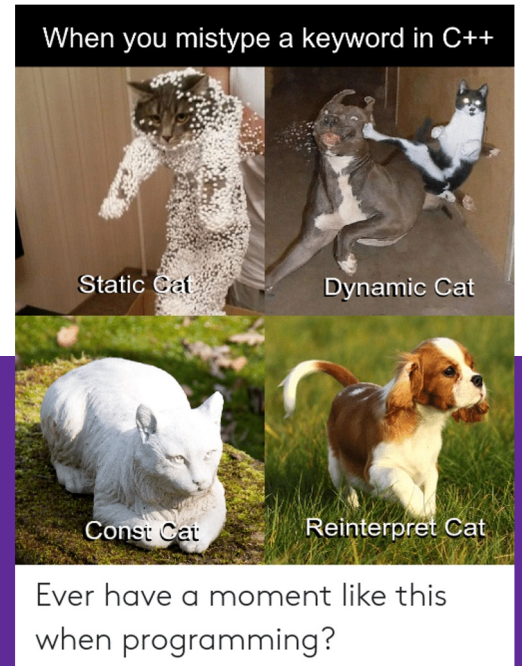 When you mistype a keyword in C++
Static Cat
Dynamic Cat
Const Cat
Reinterpret Cat
Ever have a moment like this
when programming?